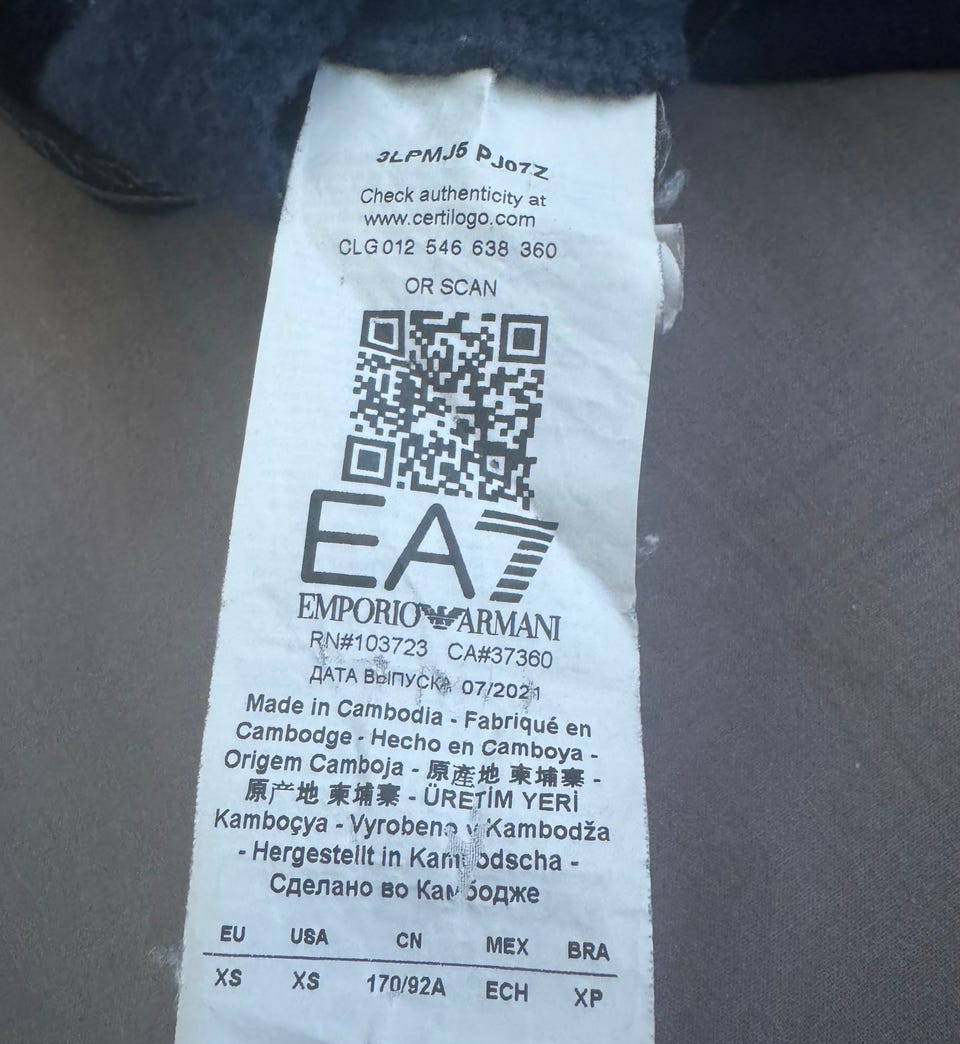 3LPMJ5 PJ07Z
Check authenticity at
www.certilogo.com
CLG 012 546 638 360
OR SCAN
EA7
EMPORIO ARMANI
RN#103723 CA#37360
ДАТА ВЫПУСКА 07/2021
Made in Cambodia - Fabriqué en
Cambodge - Hecho en Camboya -
Origem Camboja - 原產地 柬埔寨 -
原产地 柬埔寨 - ÜRETİM YERİ
Kamboçya - Vyrobeno v Kambodža
- Hergestellt in Kambodscha -
Сделано во Камбодже
EU USA CN MEX BRA
XS XS 170/92A ECH XP